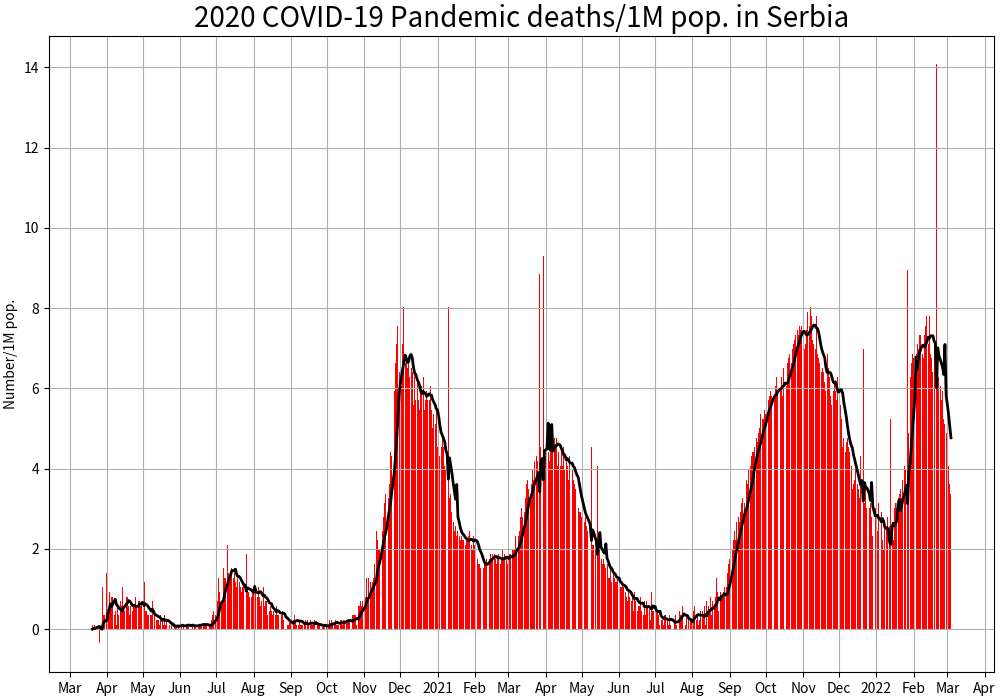 2020 COVID-19 Pandemic deaths/1M pop. in Serbia
Number/1M pop.
14
12
10
8
6
4
2
0
Mar Apr May Jun Jul Aug Sep Oct Nov Dec 2021 Feb Mar Apr May Jun Jul Aug Sep Oct Nov Dec 2022 Feb Mar Apr